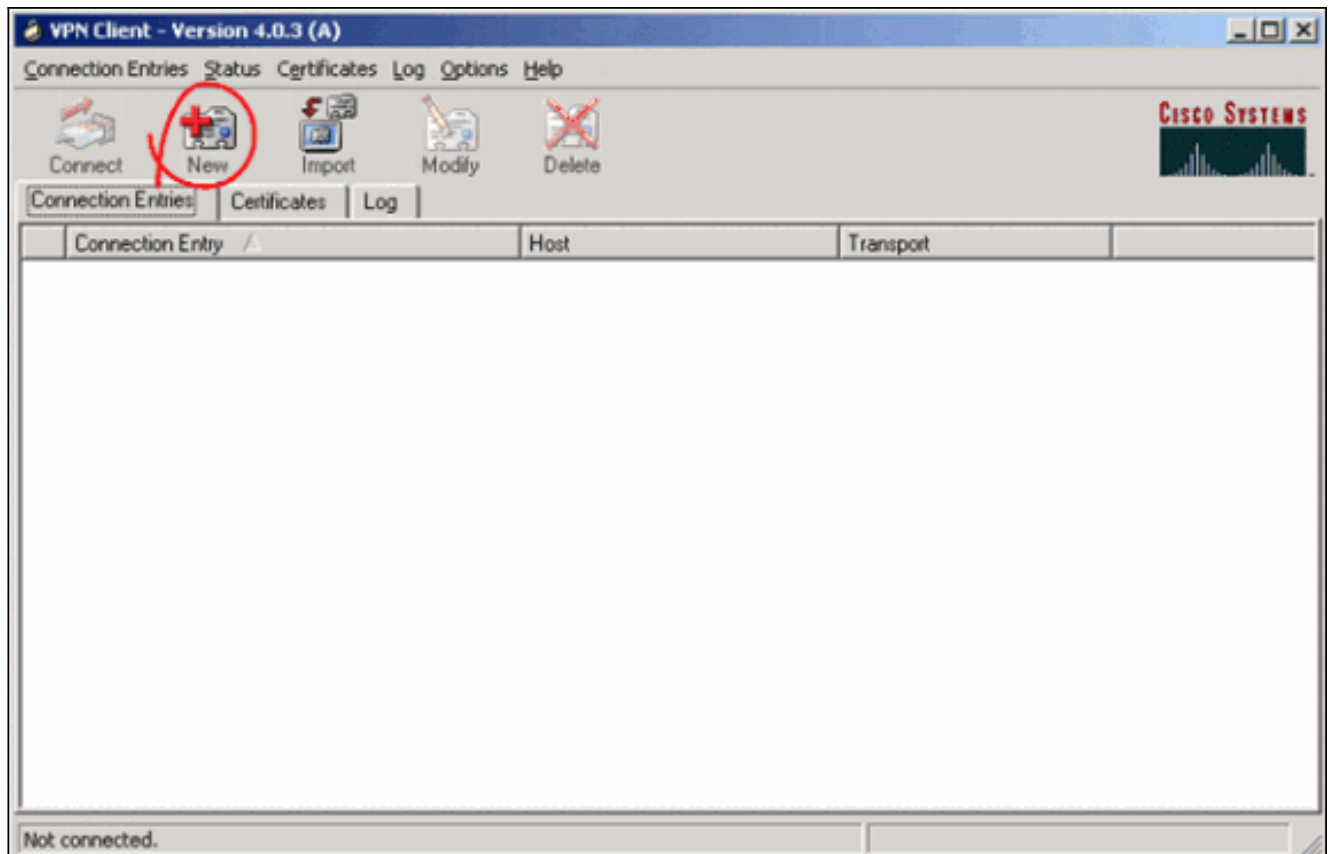 VPN Client - Version 4.0.3 (A)
Connection Entries Status Certificates Log Options Help
Connect New Import Modify Delete
CISCO SYSTEMS
Connection Entries Certificates Log
Connection Entry Host Transport
Not connected.